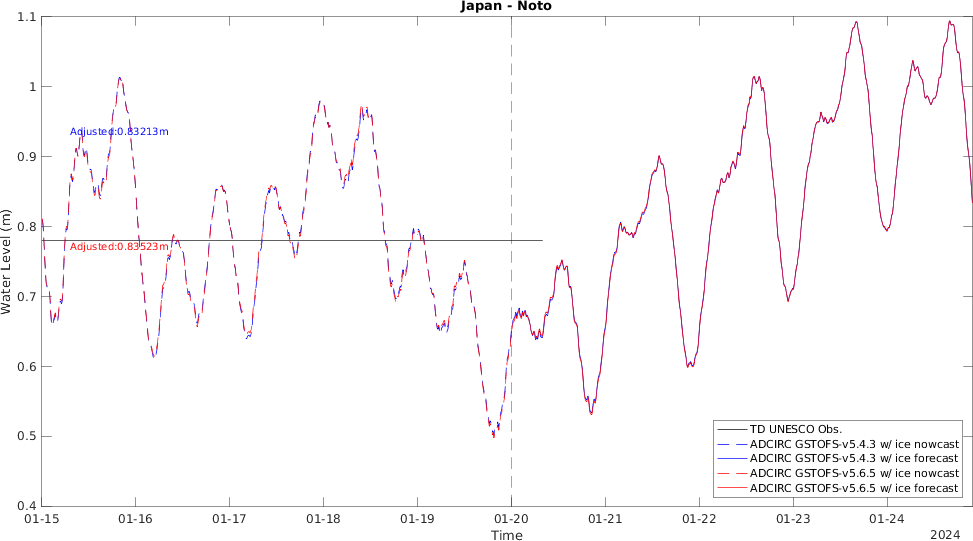 Japan - Noto
1.1
1
0.9
0.8
0.7
0.6
0.5
0.4
Water Level (m)
Adjusted:0.83213m
Adjusted:0.83523m
TD UNESCO Obs.
ADCIRC GSTOFS-v5.4.3 w/ ice nowcast
ADCIRC GSTOFS-v5.4.3 w/ ice forecast
ADCIRC GSTOFS-v5.6.5 w/ ice nowcast
ADCIRC GSTOFS-v5.6.5 w/ ice forecast
01-15 01-16 01-17 01-18 01-19 01-20 01-21 01-22 01-23 01-24
Time
2024